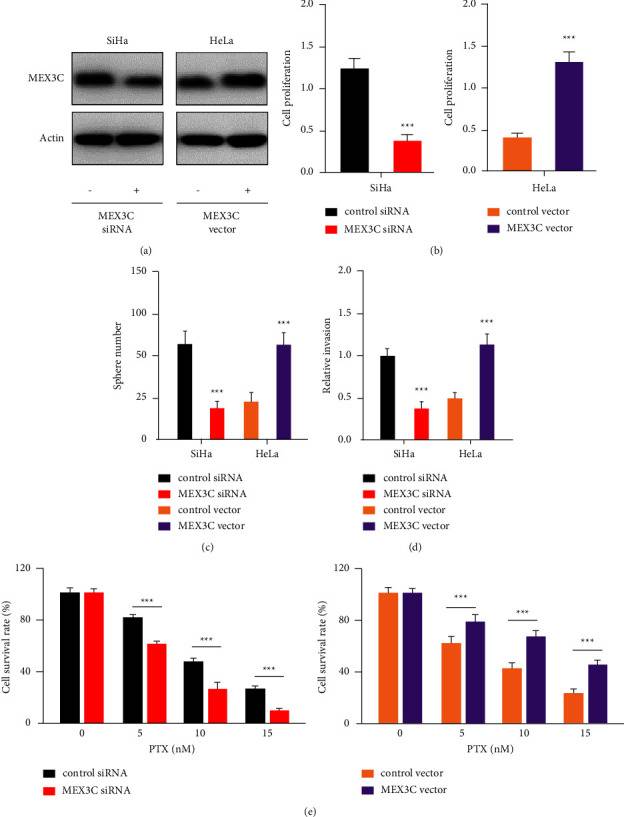 SiHa HeLa
MEX3C
Actin
- + - +
MEX3C siRNA MEX3C vector
(a)
Cell proliferation
2.0
1.5
1.0
0.5
0.0
***
SiHa
control siRNA
MEX3C siRNA
Cell proliferation
2.0
1.5
1.0
0.5
0.0
***
HeLa
control vector
MEX3C vector
(b)
Sphere number
150
100
50
25
0
***
***
SiHa HeLa
control siRNA
MEX3C siRNA
control vector
MEX3C vector
(c)
Relative invasion
2.0
1.5
1.0
0.5
0.0
***
***
SiHa HeLa
control siRNA
MEX3C siRNA
control vector
MEX3C vector
(d)
Cell survival rate (%)
120
80
40
0
***
***
***
0 5 10 15
PTX (nM)
control siRNA
MEX3C siRNA
Cell survival rate (%)
120
80
40
0
***
***
***
0 5 10 15
PTX (nM)
control vector
MEX3C vector
(e)